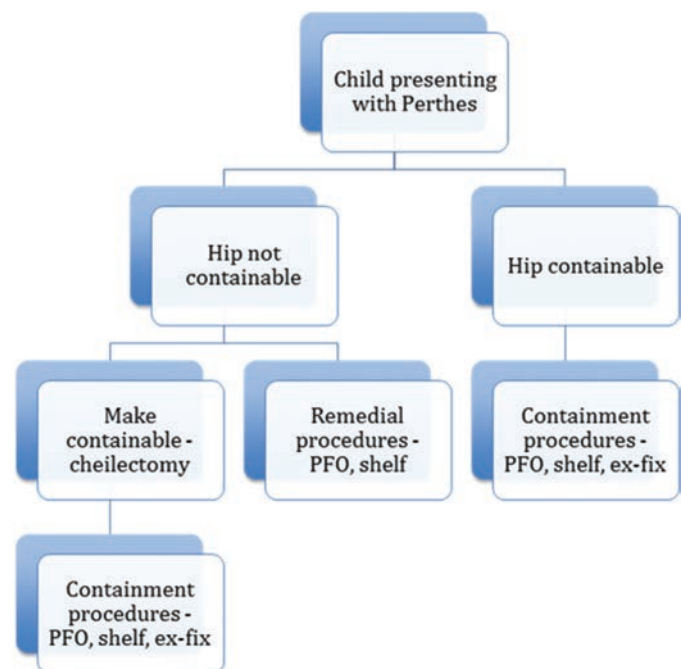 Child presenting
with Perthes
Hip not
containable
Hip containable
Make
containable -
cheilectomy
Remedial
procedures -
PFO, shelf
Containment
procedures -
PFO, shelf, ex-fix
Containment
procedures -
PFO, shelf, ex-fix